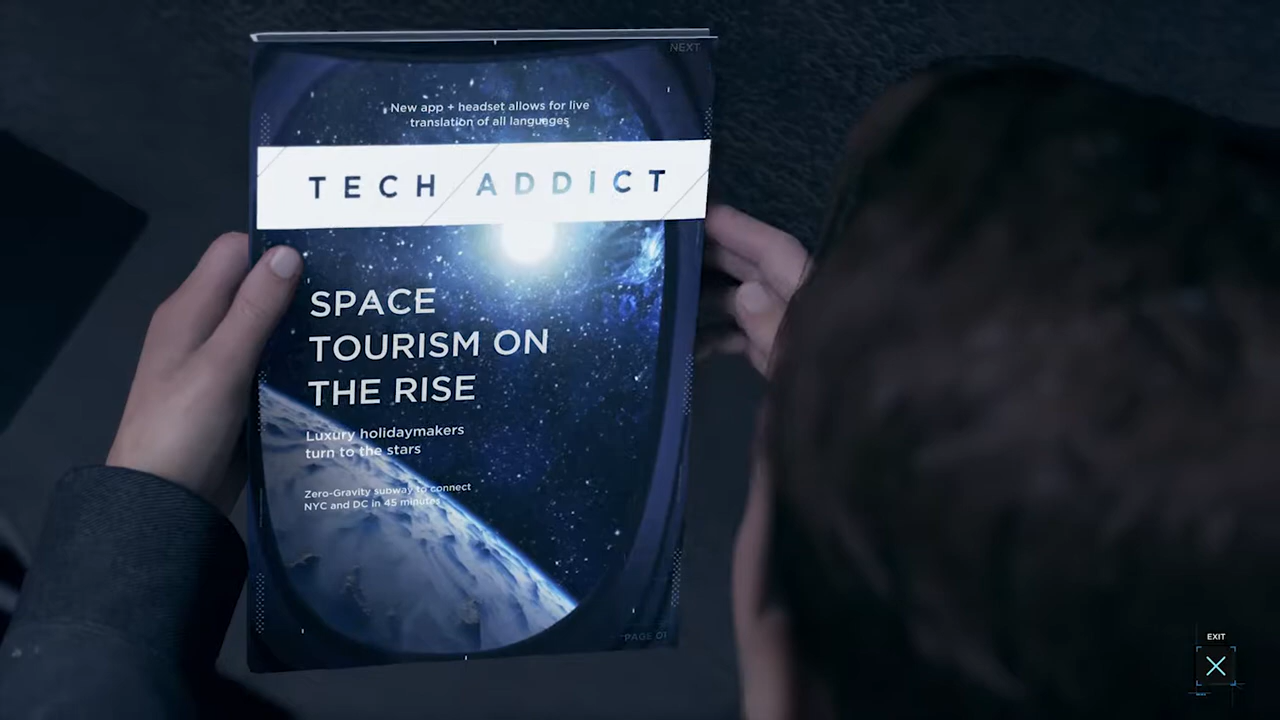 NEXT
New app + headset allows for live
translation of all languages
TECH ADDICT
SPACE
TOURISM ON
THE RISE
Luxury holidaymakers
turn to the stars
Zero-Gravity subway to connect
NYC and DC in 45 minutes
PAGE 01
EXIT